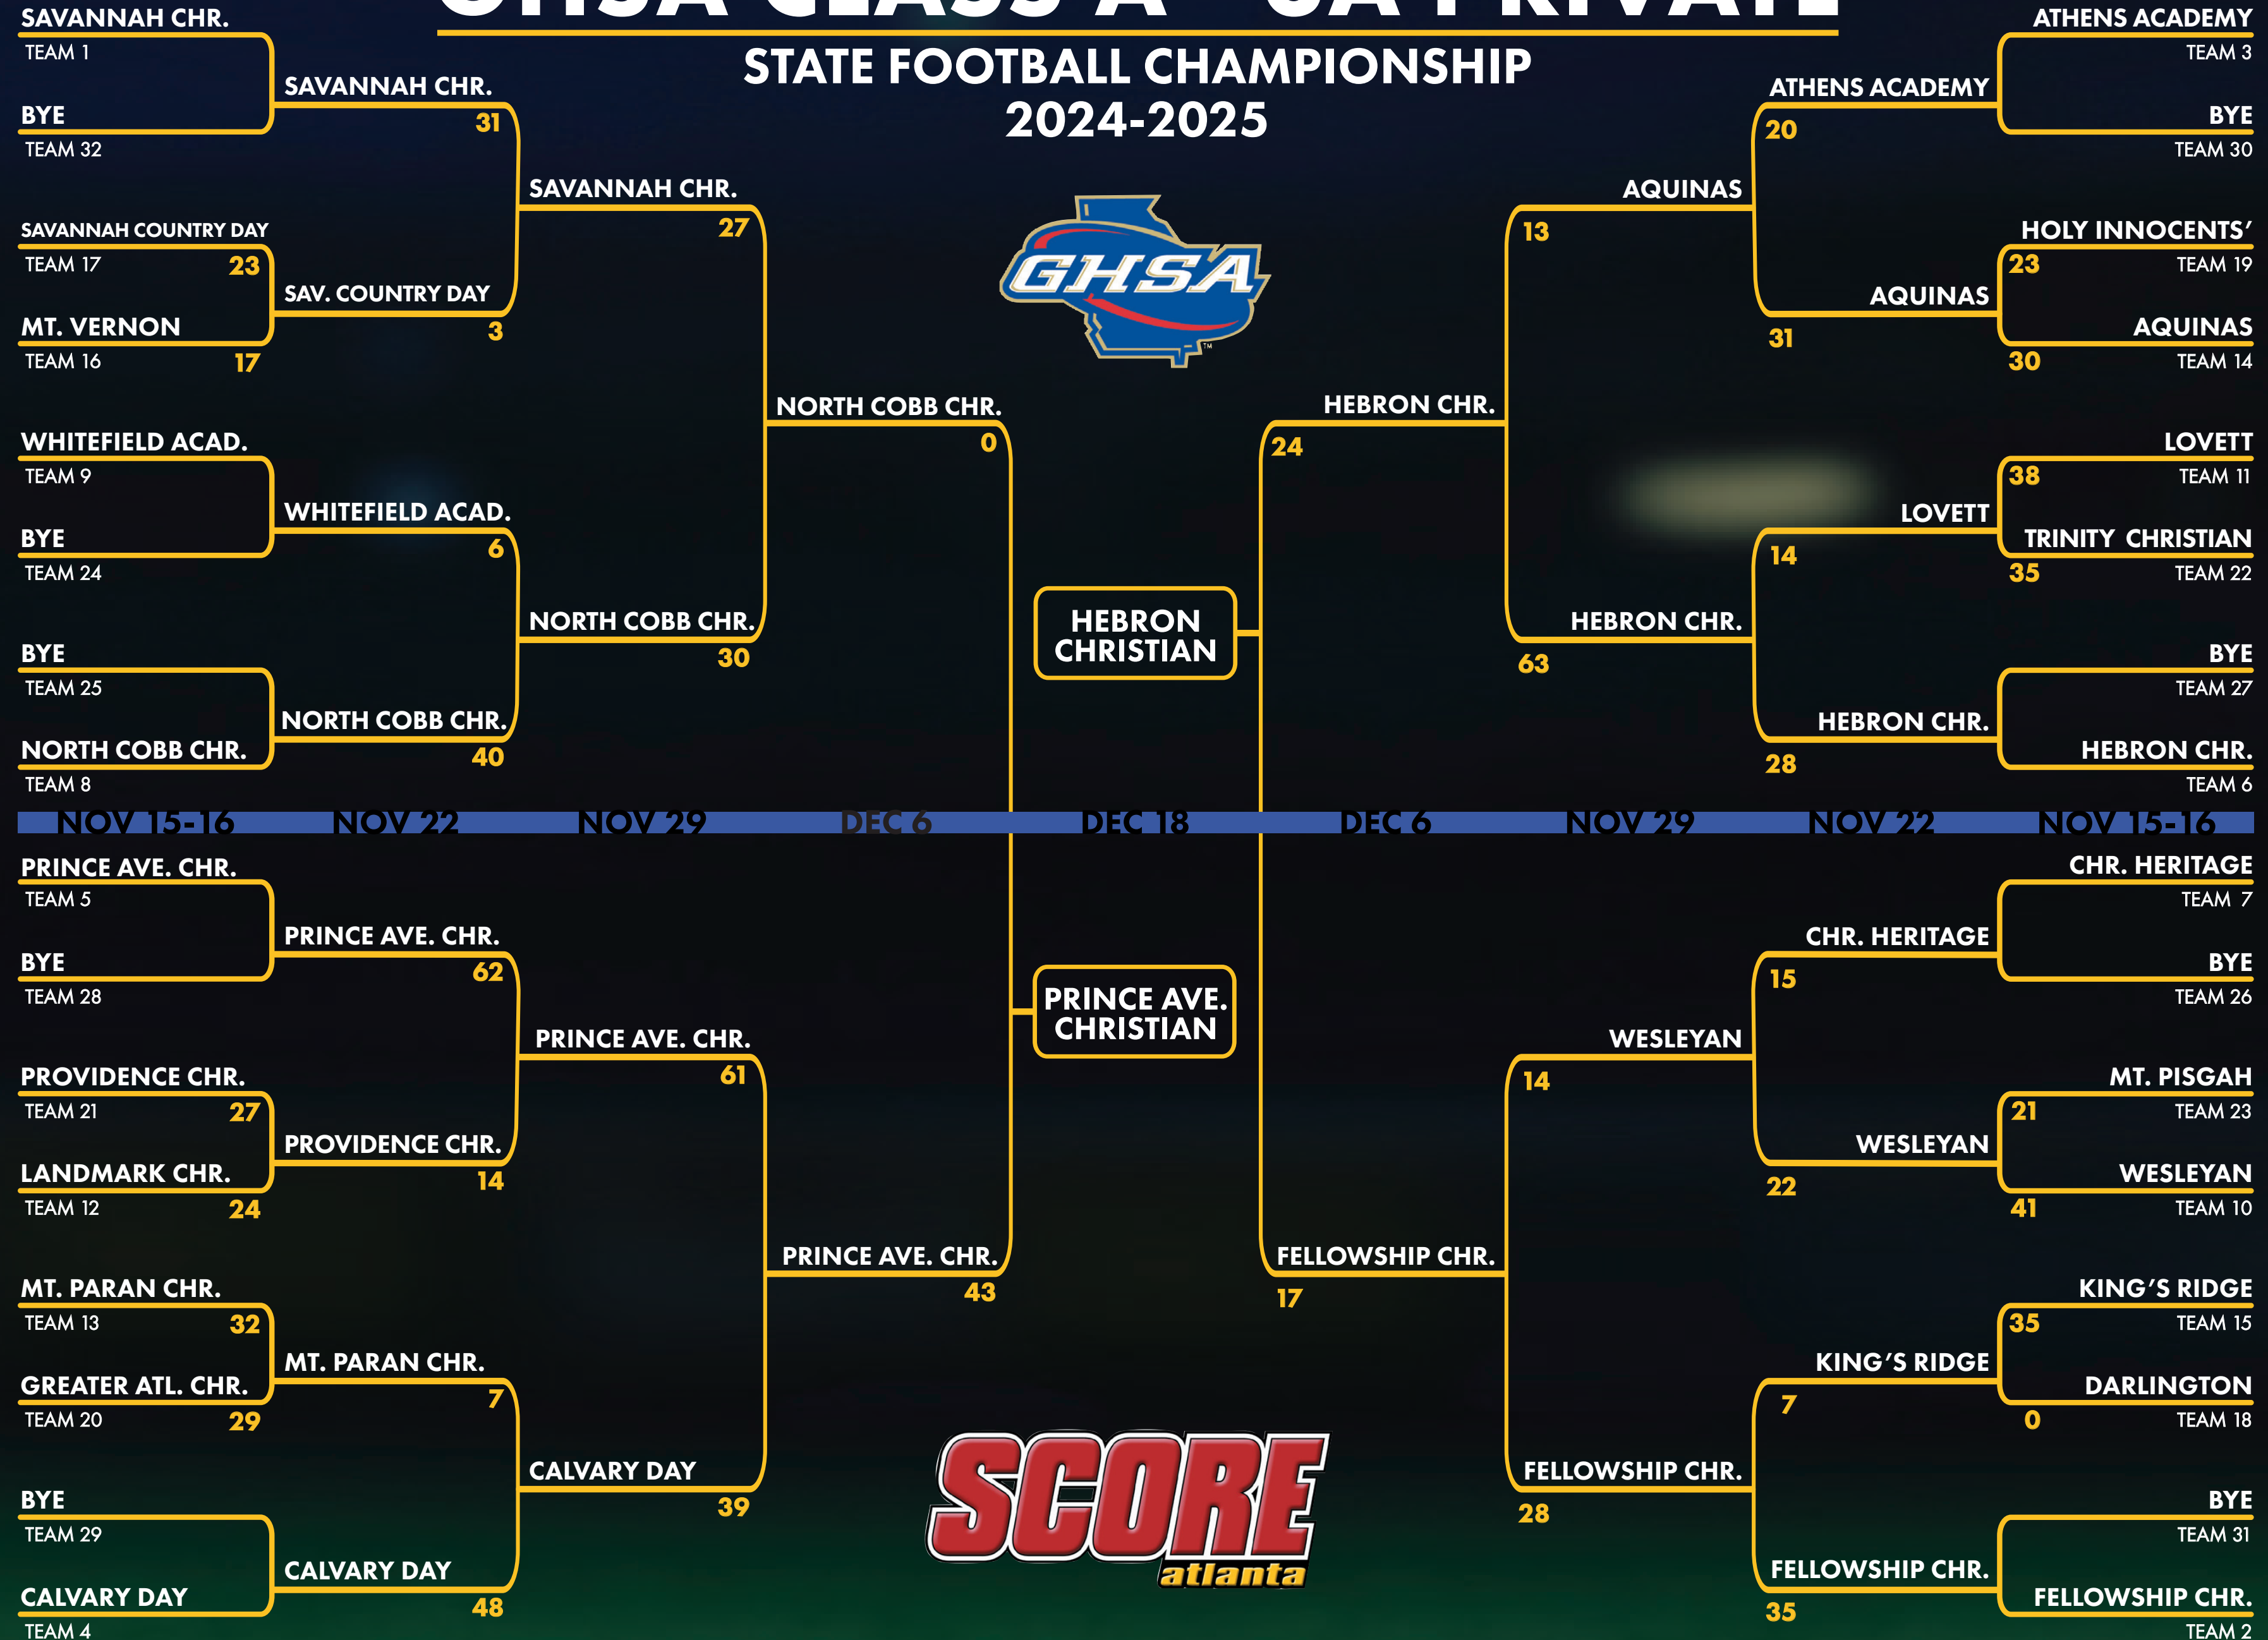 GHSA CLASS A - 3A PRIVATE
STATE FOOTBALL CHAMPIONSHIP
2024-2025
SAVANNAH CHR.
TEAM 1
BYE
TEAM 32
SAVANNAH COUNTRY DAY
TEAM 17
23
MT. VERNON
TEAM 16
17
WHITEFIELD ACAD.
TEAM 9
BYE
TEAM 24
BYE
TEAM 25
NORTH COBB CHR.
TEAM 8
SAVANNAH CHR.
31
SAV. COUNTRY DAY
3
WHITEFIELD ACAD.
6
NORTH COBB CHR.
40
SAVANNAH CHR.
27
NORTH COBB CHR.
30
NORTH COBB CHR.
0
GHSA
TM
HEBRON
CHRISTIAN
HEBRON CHR.
24
AQUINAS
13
HEBRON CHR.
63
ATHENS ACADEMY
20
AQUINAS
31
LOVETT
14
HEBRON CHR.
28
ATHENS ACADEMY
TEAM 3
BYE
TEAM 30
HOLY INNOCENTS’
23
TEAM 19
AQUINAS
30
TEAM 14
LOVETT
38
TEAM 11
TRINITY CHRISTIAN
35
TEAM 22
BYE
TEAM 27
HEBRON CHR.
TEAM 6
NOV 15-16 NOV 22 NOV 29 DEC 6 DEC 18 DEC 6 NOV 29 NOV 22 NOV 15-16
PRINCE AVE. CHR.
TEAM 5
BYE
TEAM 28
PROVIDENCE CHR.
TEAM 21
27
LANDMARK CHR.
TEAM 12
24
MT. PARAN CHR.
TEAM 13
32
GREATER ATL. CHR.
TEAM 20
29
BYE
TEAM 29
CALVARY DAY
TEAM 4
PRINCE AVE. CHR.
62
PROVIDENCE CHR.
14
MT. PARAN CHR.
7
CALVARY DAY
48
PRINCE AVE. CHR.
61
CALVARY DAY
39
PRINCE AVE. CHR.
43
PRINCE AVE.
CHRISTIAN
SCORE
atlanta
FELLOWSHIP CHR.
17
WESLEYAN
14
FELLOWSHIP CHR.
28
CHR. HERITAGE
15
WESLEYAN
22
KING’S RIDGE
7
FELLOWSHIP CHR.
35
CHR. HERITAGE
TEAM 7
BYE
TEAM 26
MT. PISGAH
21
TEAM 23
WESLEYAN
41
TEAM 10
KING’S RIDGE
35
TEAM 15
DARLINGTON
0
TEAM 18
BYE
TEAM 31
FELLOWSHIP CHR.
TEAM 2